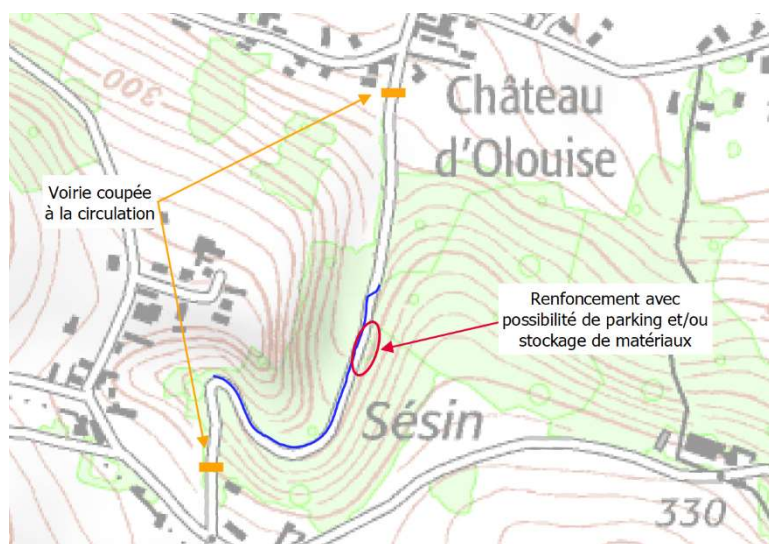 300
Château
d'Olouise
Voirie coupée
à la circulation
Renfoncement avec
possibilité de parking et/ou
stockage de matériaux
Sésin
330